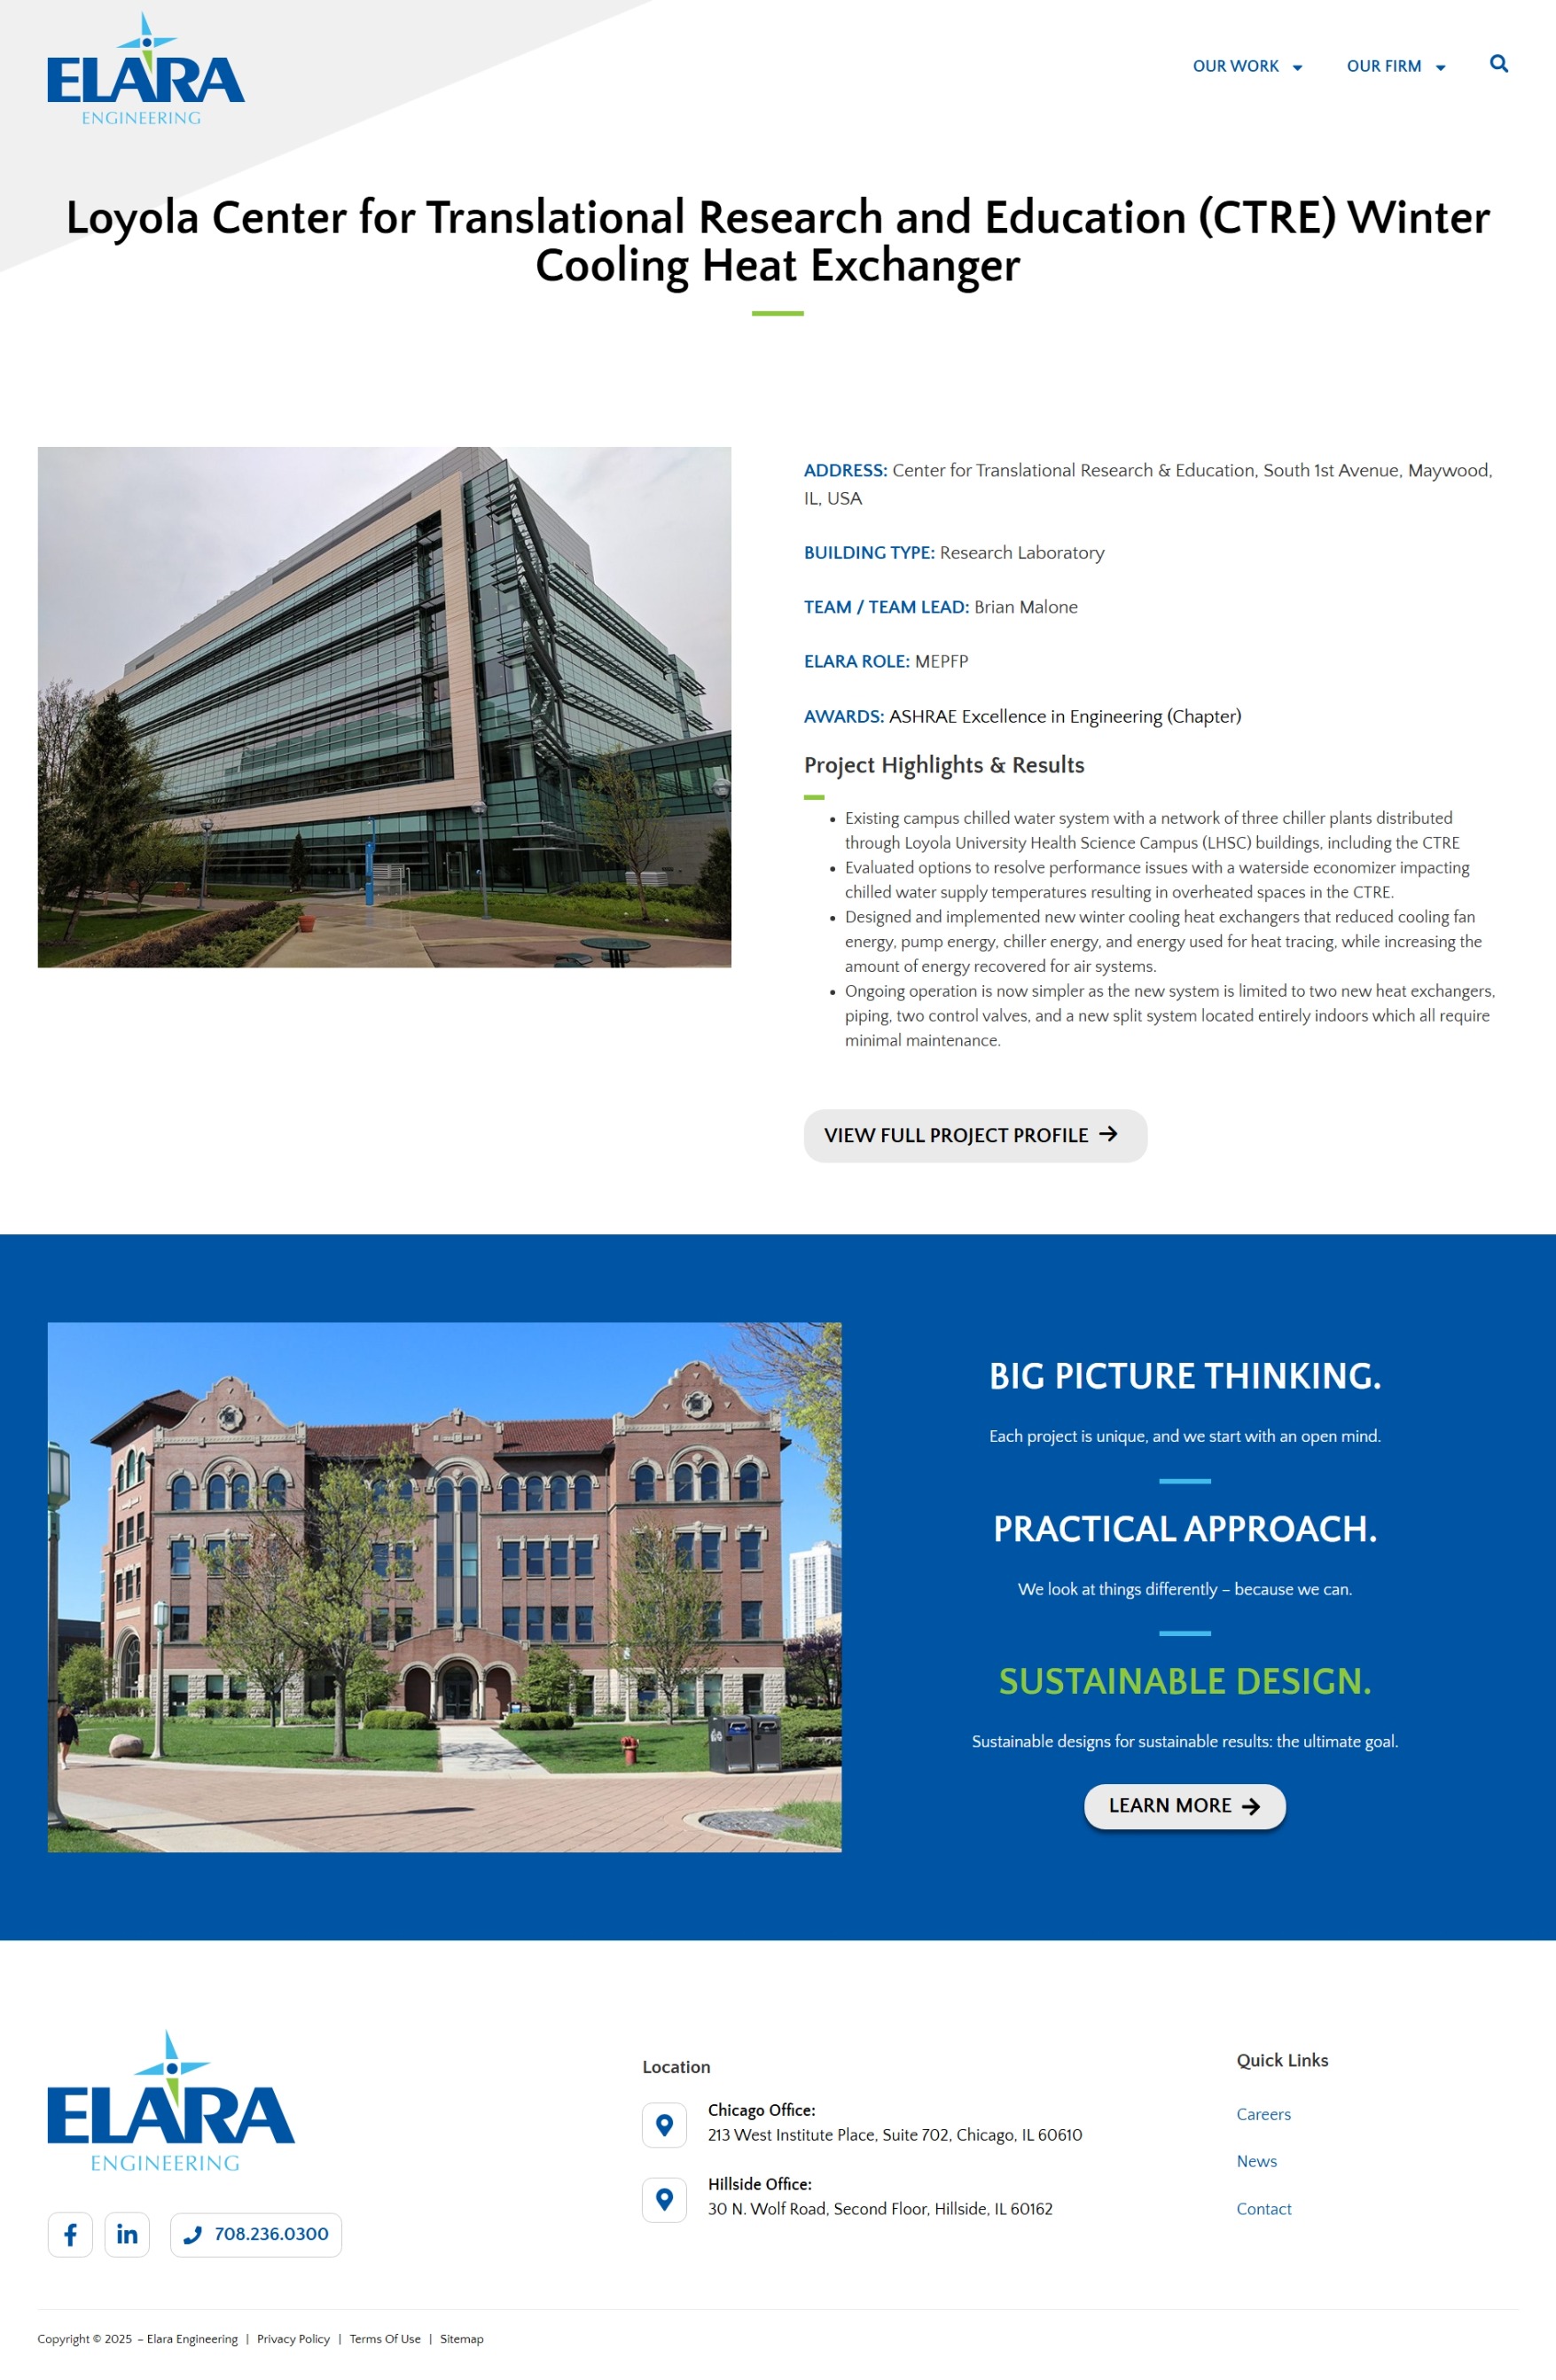 ELARA
ENGINEERING
OUR WORK
OUR FIRM
Loyola Center for Translational Research and Education (CTRE) Winter
Cooling Heat Exchanger
ADDRESS: Center for Translational Research & Education, South 1st Avenue, Maywood,
IL, USA
BUILDING TYPE: Research Laboratory
TEAM / TEAM LEAD: Brian Malone
ELARA ROLE: MEPFP
AWARDS: ASHRAE Excellence in Engineering (Chapter)
Project Highlights & Results
• Existing campus chilled water system with a network of three chiller plants distributed
through Loyola University Health Science Campus (LHSC) buildings, including the CTRE
• Evaluated options to resolve performance issues with a waterside economizer impacting
chilled water supply temperatures resulting in overheated spaces in the CTRE.
• Designed and implemented new winter cooling heat exchangers that reduced cooling fan
energy, pump energy, chiller energy, and energy used for heat tracing, while increasing the
amount of energy recovered for air systems.
• Ongoing operation is now simpler as the new system is limited to two new heat exchangers,
piping, two control valves, and a new split system located entirely indoors which all require
minimal maintenance.
VIEW FULL PROJECT PROFILE
BIG PICTURE THINKING.
Each project is unique, and we start with an open mind.
PRACTICAL APPROACH.
We look at things differently – because we can.
SUSTAINABLE DESIGN.
Sustainable designs for sustainable results: the ultimate goal.
LEARN MORE
ELARA
ENGINEERING
708.236.0300
Location
Chicago Office:
213 West Institute Place, Suite 702, Chicago, IL 60610
Hillside Office:
30 N. Wolf Road, Second Floor, Hillside, IL 60162
Quick Links
Careers
News
Contact
Copyright © 2025 – Elara Engineering | Privacy Policy | Terms Of Use | Sitemap